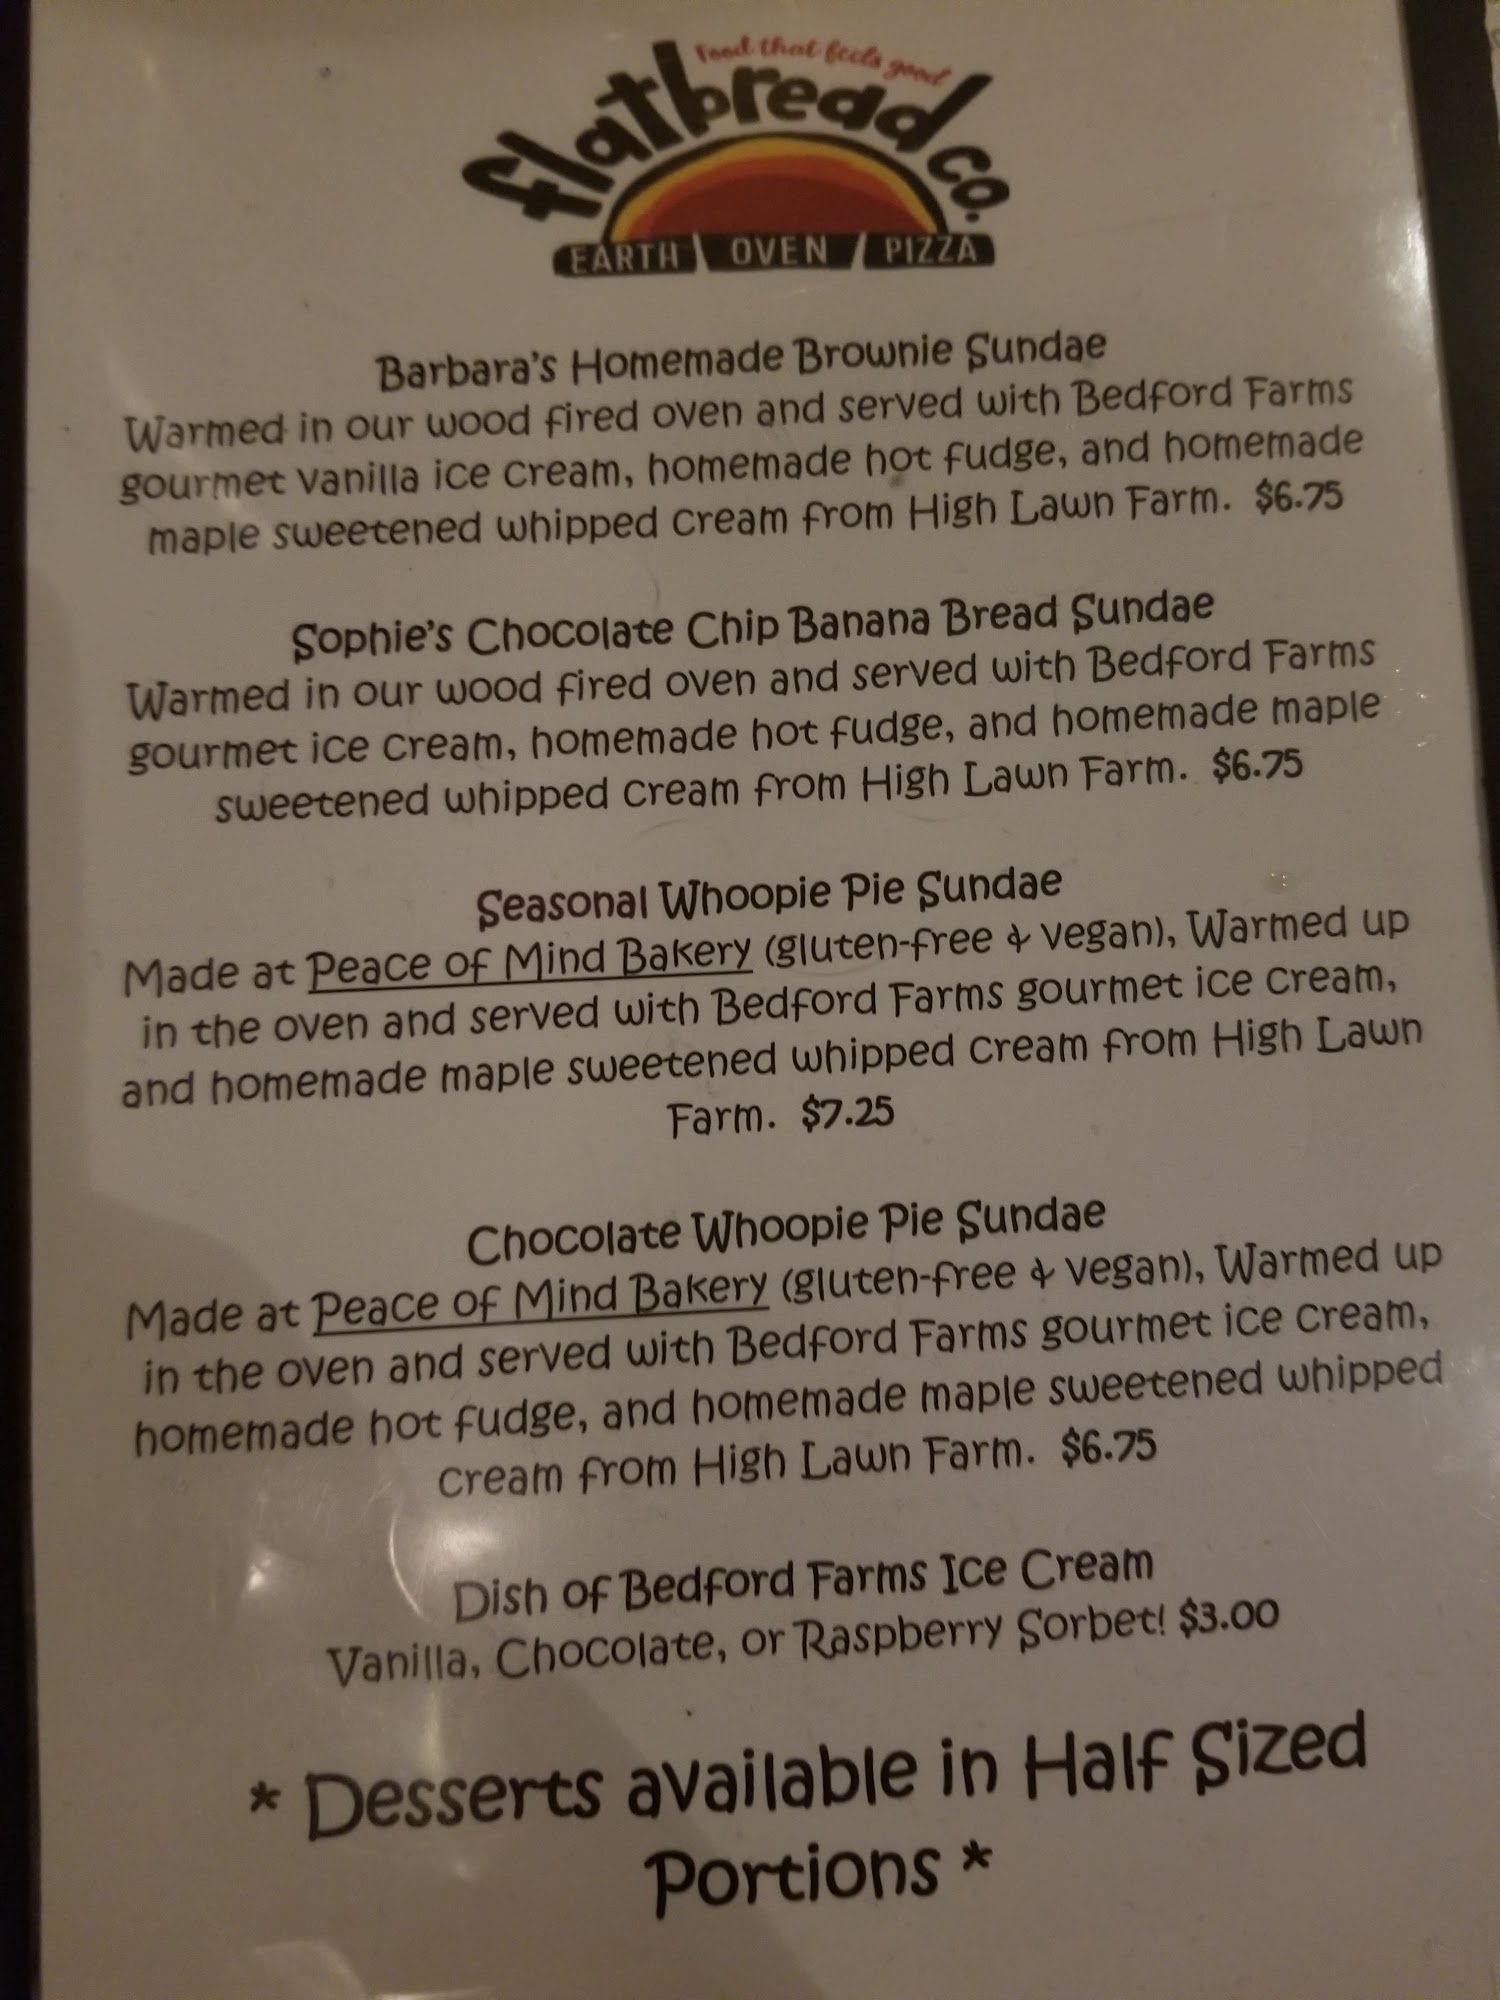 Food that feels good
flatbread co.
EARTH OVEN PIZZA
Barbara's Homemade Brownie Sundae
Warmed in our wood fired oven and served with Bedford Farms
gourmet vanilla ice cream, homemade hot fudge, and homemade
maple sweetened whipped cream from High Lawn Farm. $6.75
Sophie's Chocolate Chip Banana Bread Sundae
Warmed in our wood fired oven and served with Bedford Farms
gourmet ice cream, homemade hot fudge, and homemade maple
sweetened whipped cream from High Lawn Farm. $6.75
Seasonal Whoopie Pie Sundae
Made at Peace of Mind Bakery (gluten-free & vegan), Warmed up
in the oven and served with Bedford Farms gourmet ice cream,
and homemade maple sweetened whipped cream from High Lawn
Farm. $7.25
Chocolate Whoopie Pie Sundae
Made at Peace of Mind Bakery (gluten-free & vegan), Warmed up
in the oven and served with Bedford Farms gourmet ice cream,
homemade hot fudge, and homemade maple sweetened whipped
cream from High Lawn Farm. $6.75
Dish of Bedford Farms Ice Cream
Vanilla, Chocolate, or Raspberry Sorbet! $3.00
* Desserts available in Half Sized
Portions *